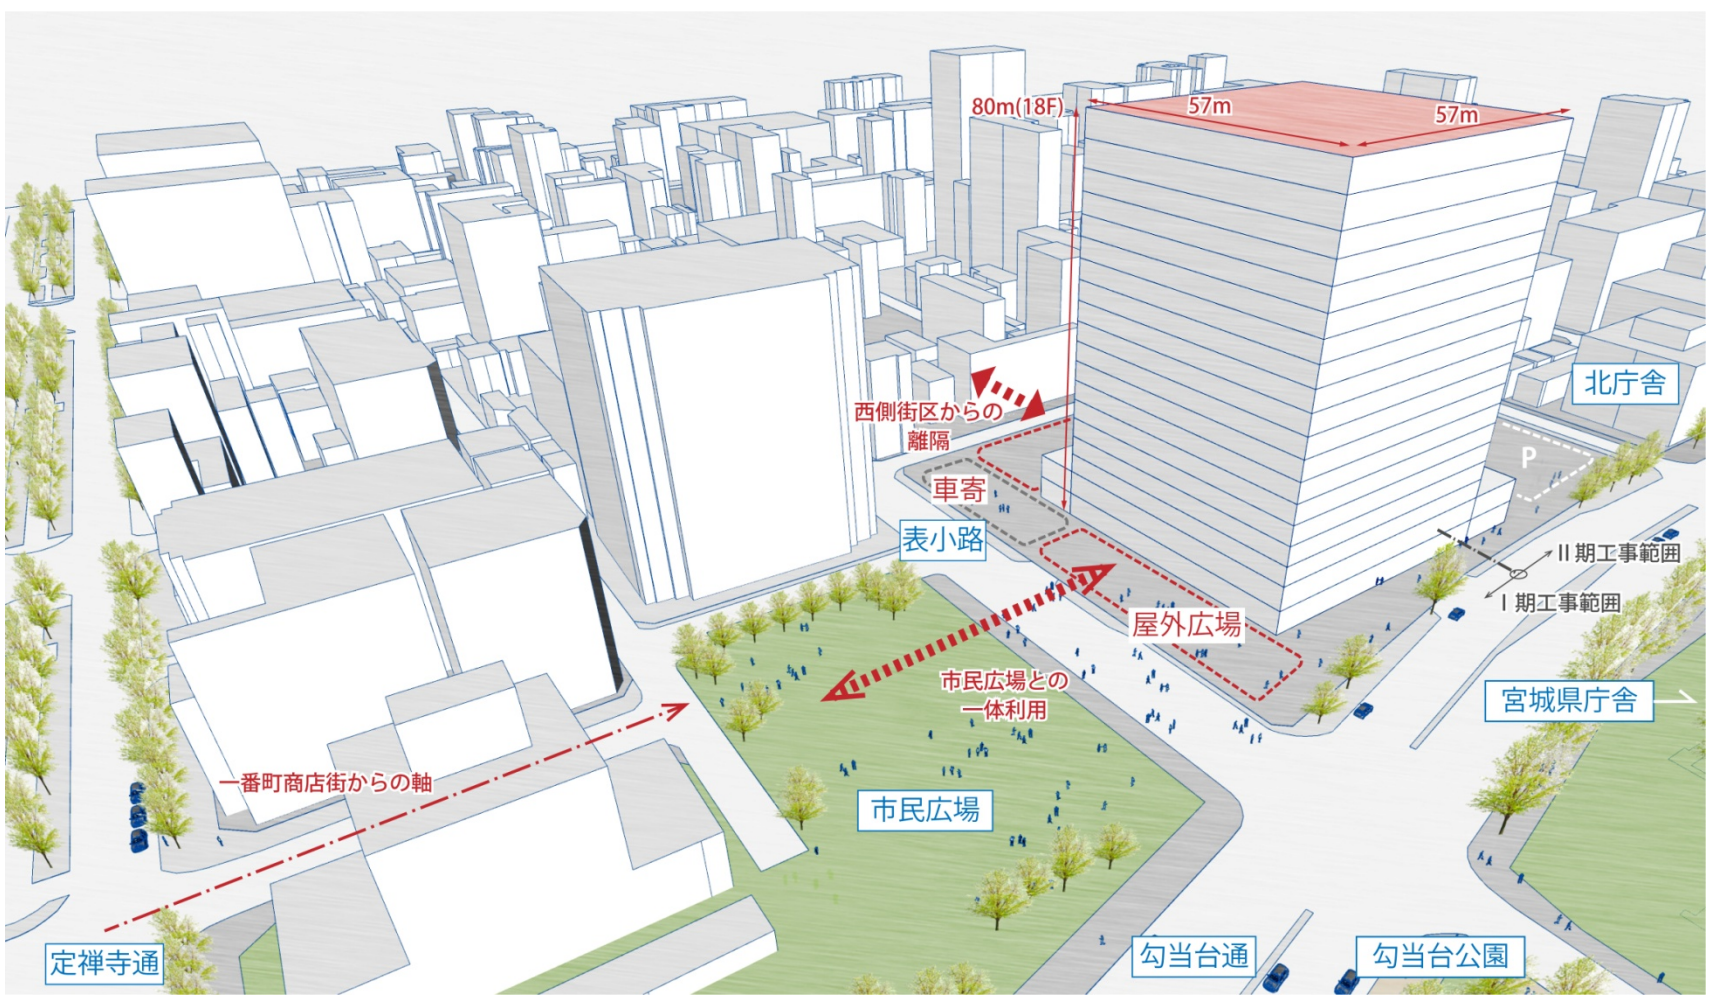 80m(18F)
57m
57m
北庁舎
西側街区からの
離隔
P
車寄
表小路
Ⅱ期工事範囲
Ⅰ期工事範囲
屋外広場
市民広場との
一体利用
宮城県庁舎
一番町商店街からの軸
市民広場
定禅寺通
勾当台通
勾当台公園